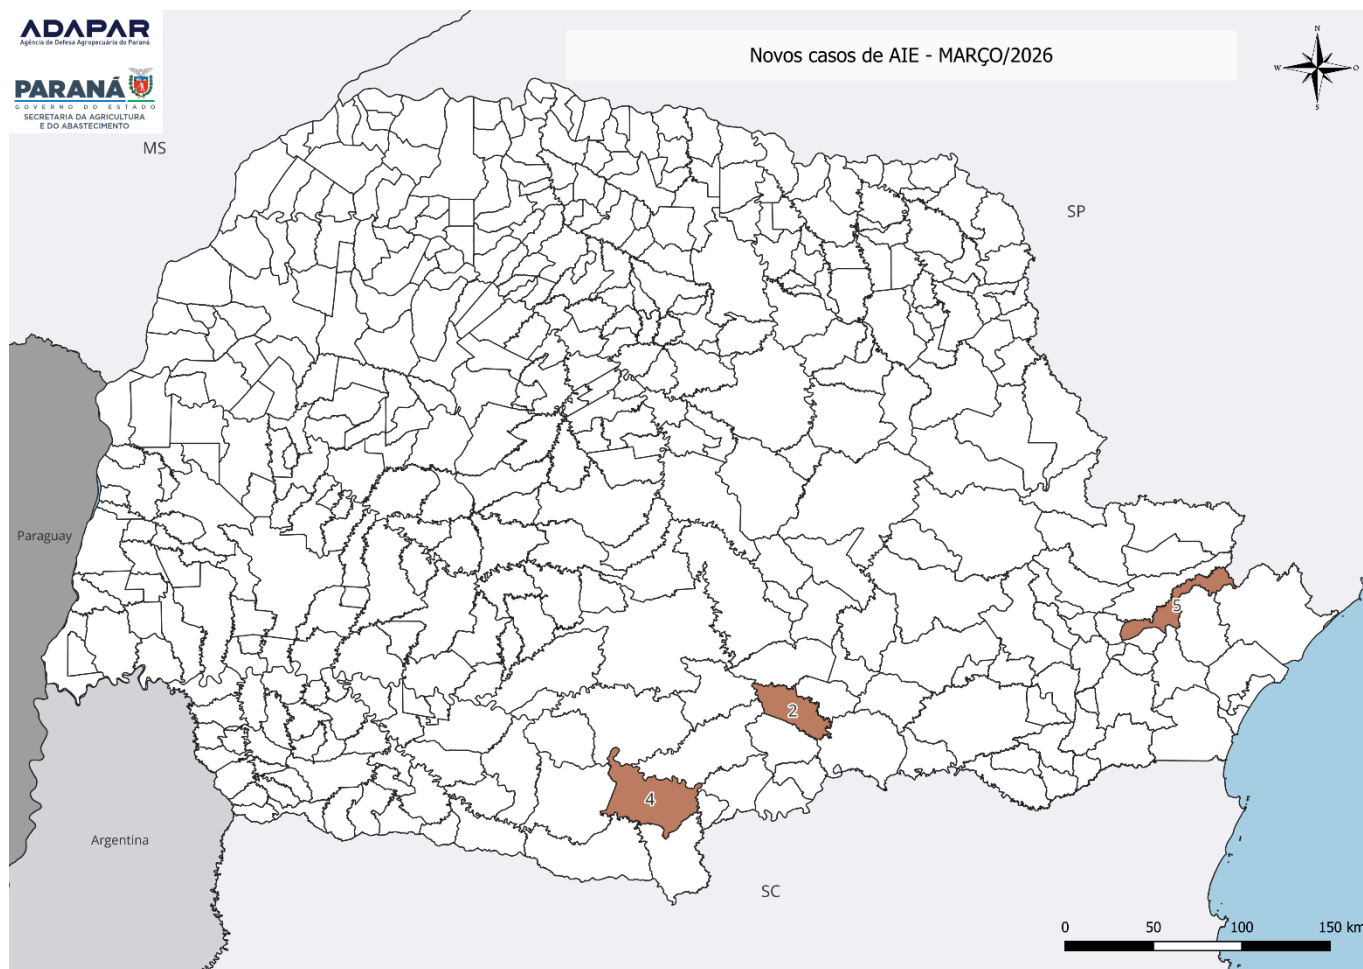 ADAPAR
Agência de Defesa Agropecuária do Paraná
PARANÁ
GOVERNO DO ESTADO
SECRETARIA DA AGRICULTURA
E DO ABASTECIMENTO
Novos casos de AIE - MARÇO/2026
N
W
O
S
MS
SP
Paraguay
5
2
4
Argentina
SC
0 50 100 150 km